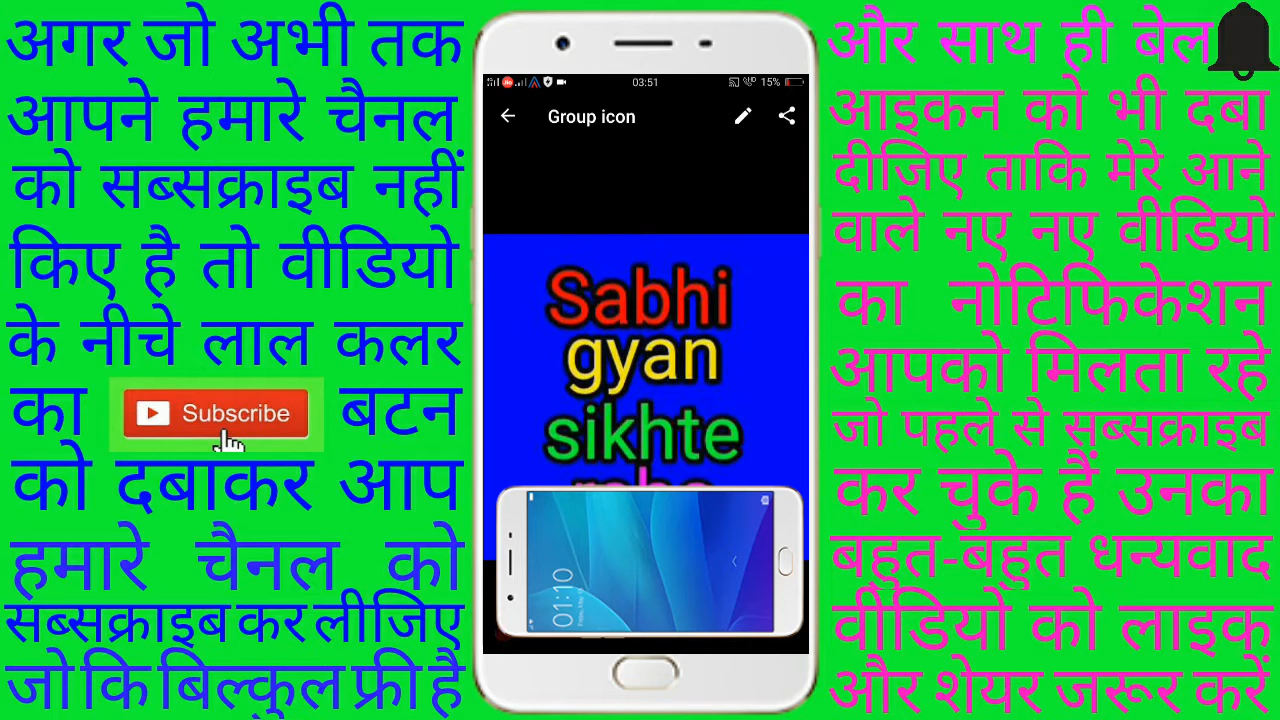 अगर जो अभी तक
आपने हमारे चैनल
को सब्सक्राइब नहीं
किए है तो वीडियो
के नीचे लाल कलर
का Subscribe बटन
को दबाकर आप
हमारे चैनल को
सब्सक्राइब कर लीजिए
जो कि बिल्कुल फ्री है
03:51
15%
Group icon
Sabhi
gyan
sikhte
01:10
और साथ ही बेल
आइकन को भी दबा
दीजिए ताकि मेरे आने
वाले नए नए वीडियो
का नोटिफिकेशन
आपको मिलता रहे
जो पहले से सब्सक्राइब
कर चुके हैं उनका
बहुत-बहुत धन्यवाद
वीडियो को लाइक
और शेयर जरूर करें